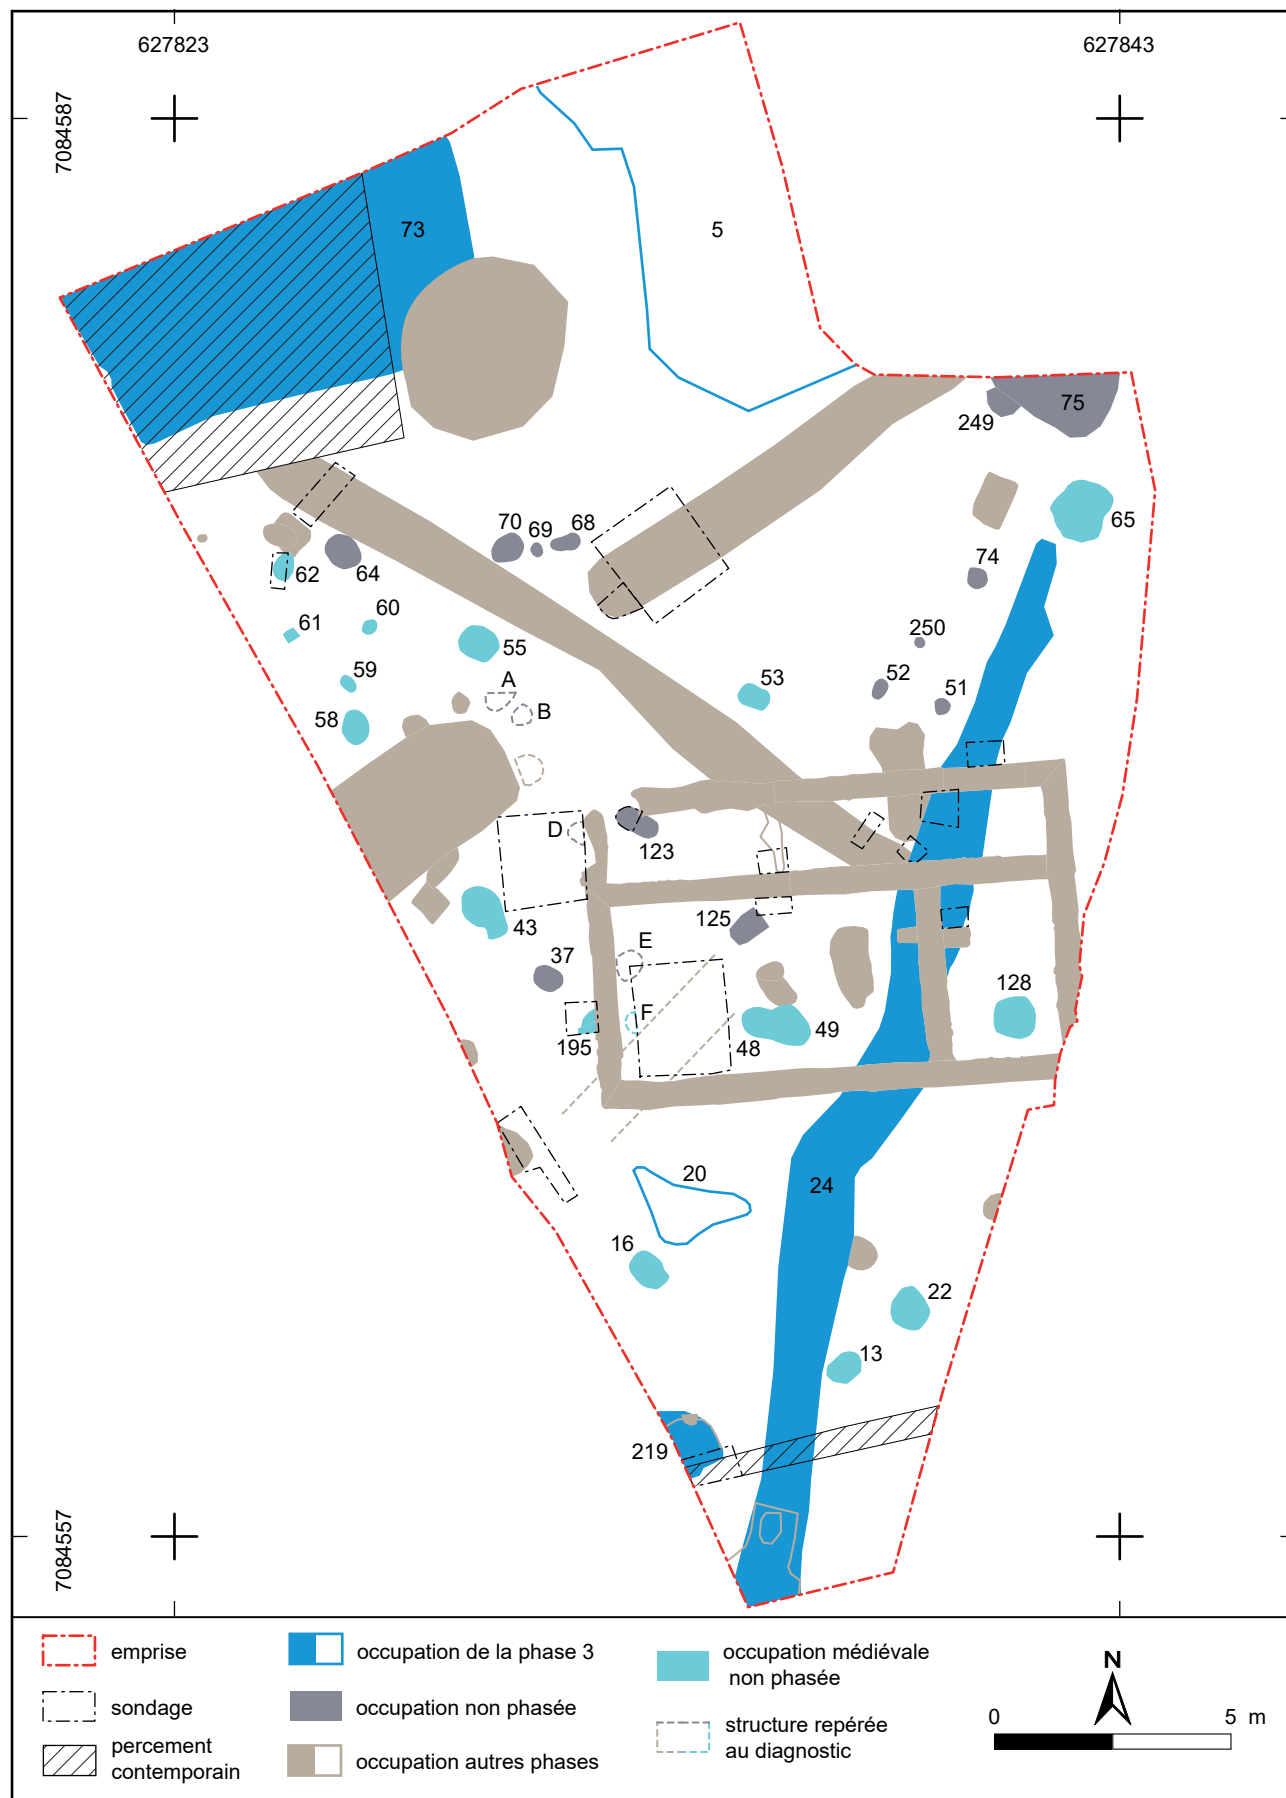 627823
627843
7084587
73
5
75
249
65
70
69
68
74
62
64
61
60
250
55
53
52
51
59
A
B
58
D
123
43
125
E
37
128
F
195
48
49
20
24
16
22
13
219
7084557
emprise
sondage
percement
contemporain
occupation de la phase 3
occupation non phasée
occupation autres phases
occupation médiévale
non phasée
structure repérée
au diagnostic
N
0 5 m